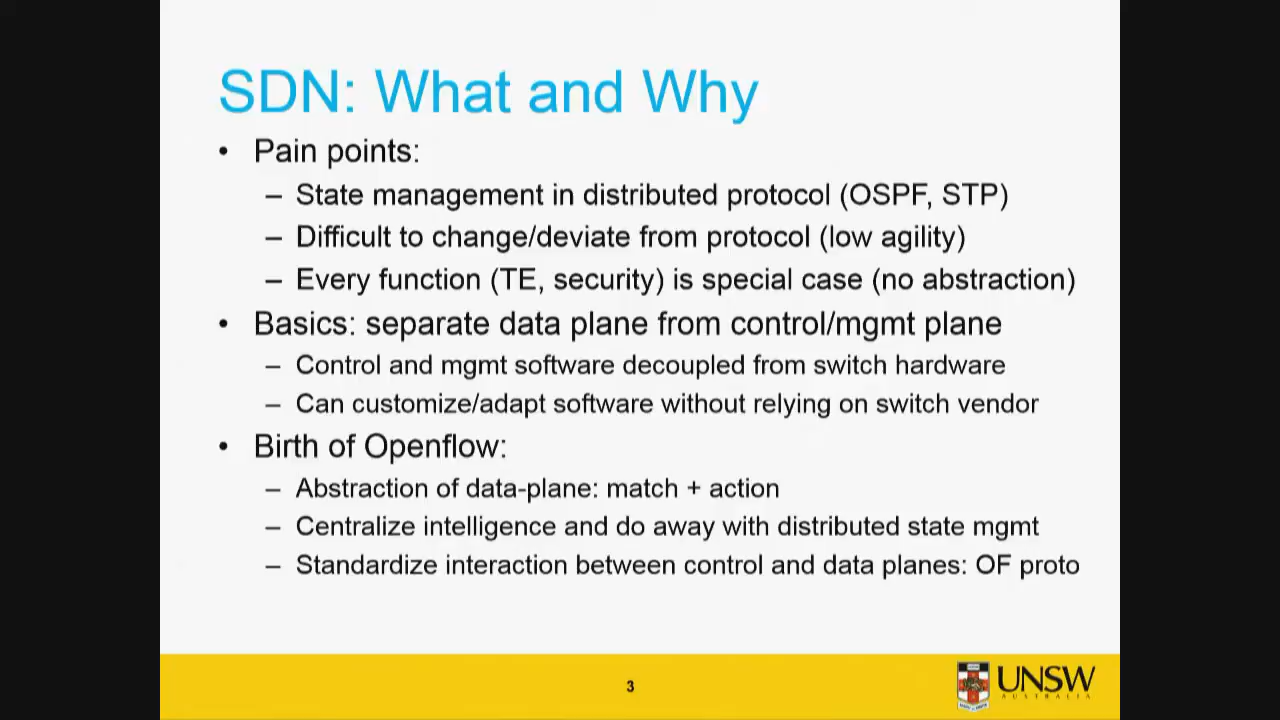 SDN: What and Why
• Pain points:
– State management in distributed protocol (OSPF, STP)
– Difficult to change/deviate from protocol (low agility)
– Every function (TE, security) is special case (no abstraction)
• Basics: separate data plane from control/mgmt plane
– Control and mgmt software decoupled from switch hardware
– Can customize/adapt software without relying on switch vendor
• Birth of Openflow:
– Abstraction of data-plane: match + action
– Centralize intelligence and do away with distributed state mgmt
– Standardize interaction between control and data planes: OF proto
3
UNSW
AUSTRALIA